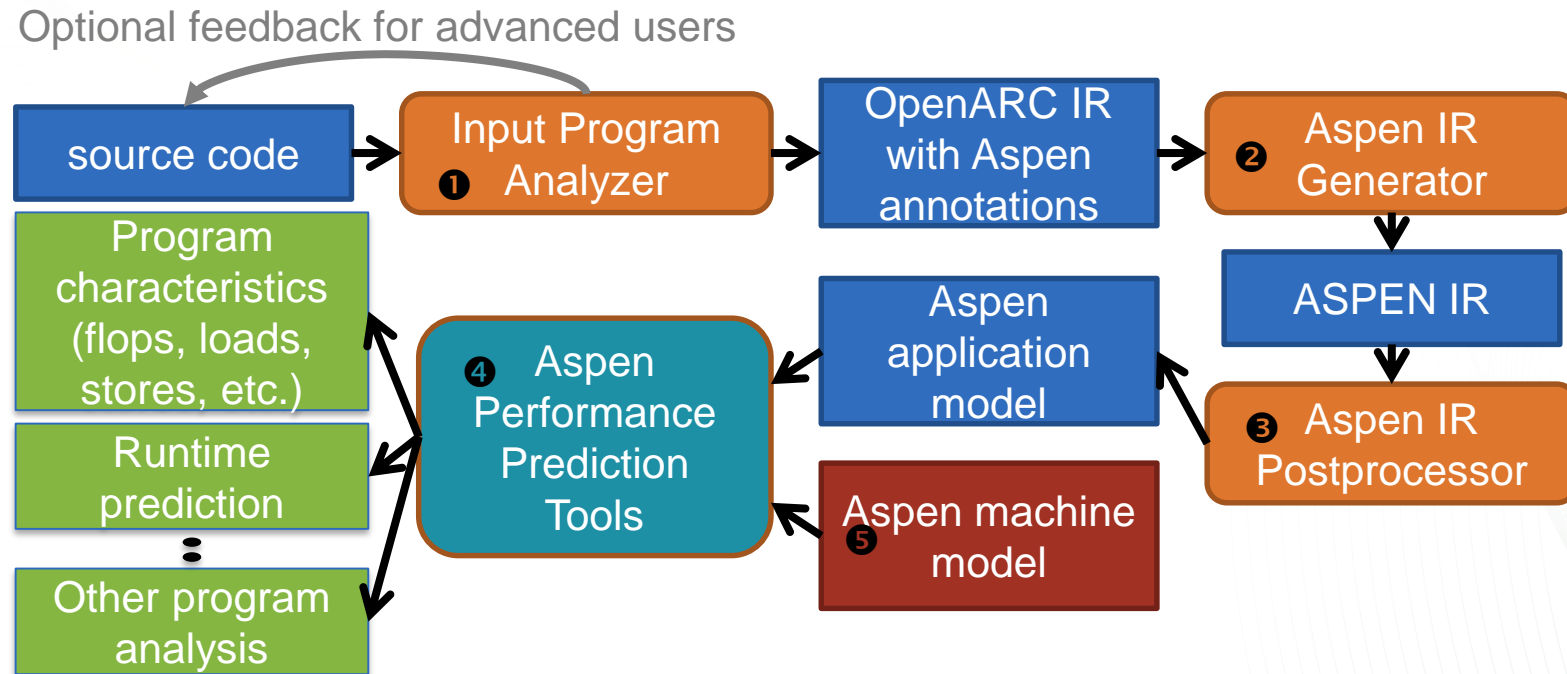 Optional feedback for advanced users
source code
Input Program
❶ Analyzer
OpenARC IR
with Aspen
annotations
❷ Aspen IR
Generator
ASPEN IR
❸ Aspen IR
Postprocessor
Aspen
application
model
Aspen machine
❺ model
❹ Aspen
Performance
Prediction
Tools
Program
characteristics
(flops, loads,
stores, etc.)
Runtime
prediction
Other program
analysis